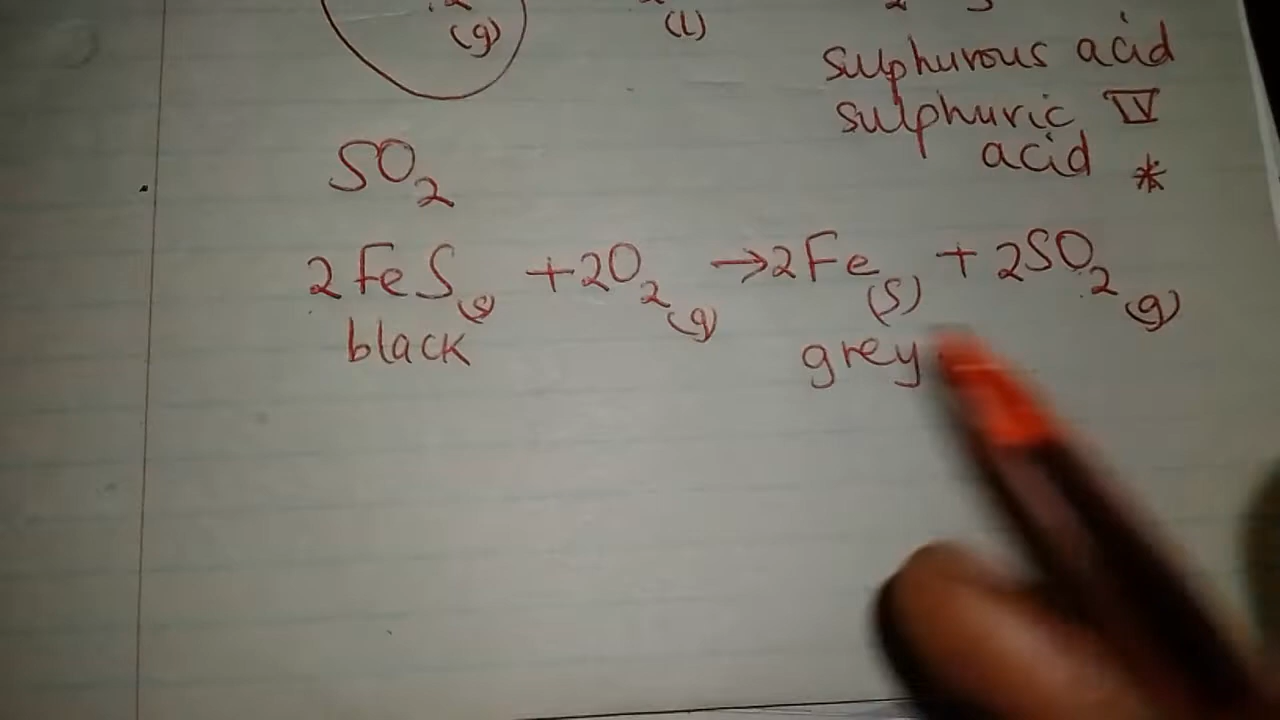 (g) (l)
sulphurous acid
sulphuric IV
acid *
SO₂
2FeS(s) +2O₂(g) →2Fe(s) + 2SO₂(g)
black grey